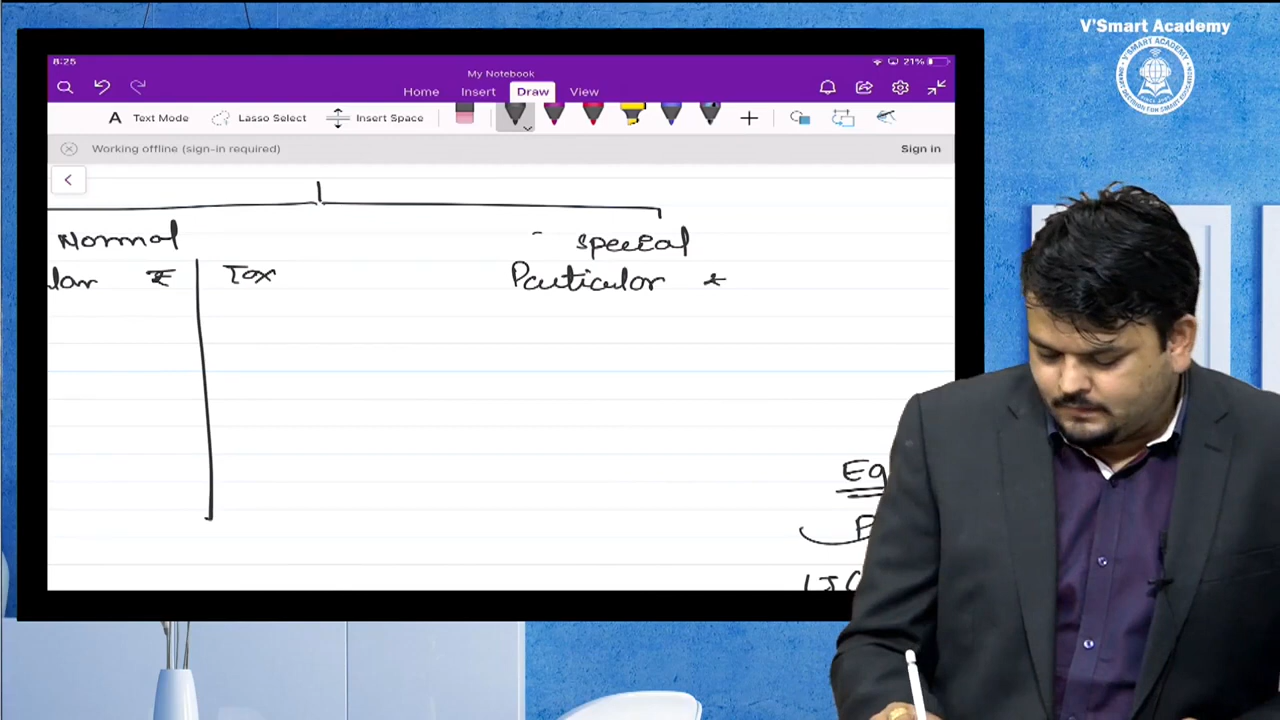 V'Smart Academy
8:25
21%
My Notebook
Home Insert Draw View
Text Mode Lasso Select Insert Space
Working offline (sign-in required) Sign in
Normal special
lar ₹ Tax Particular
Eq
P